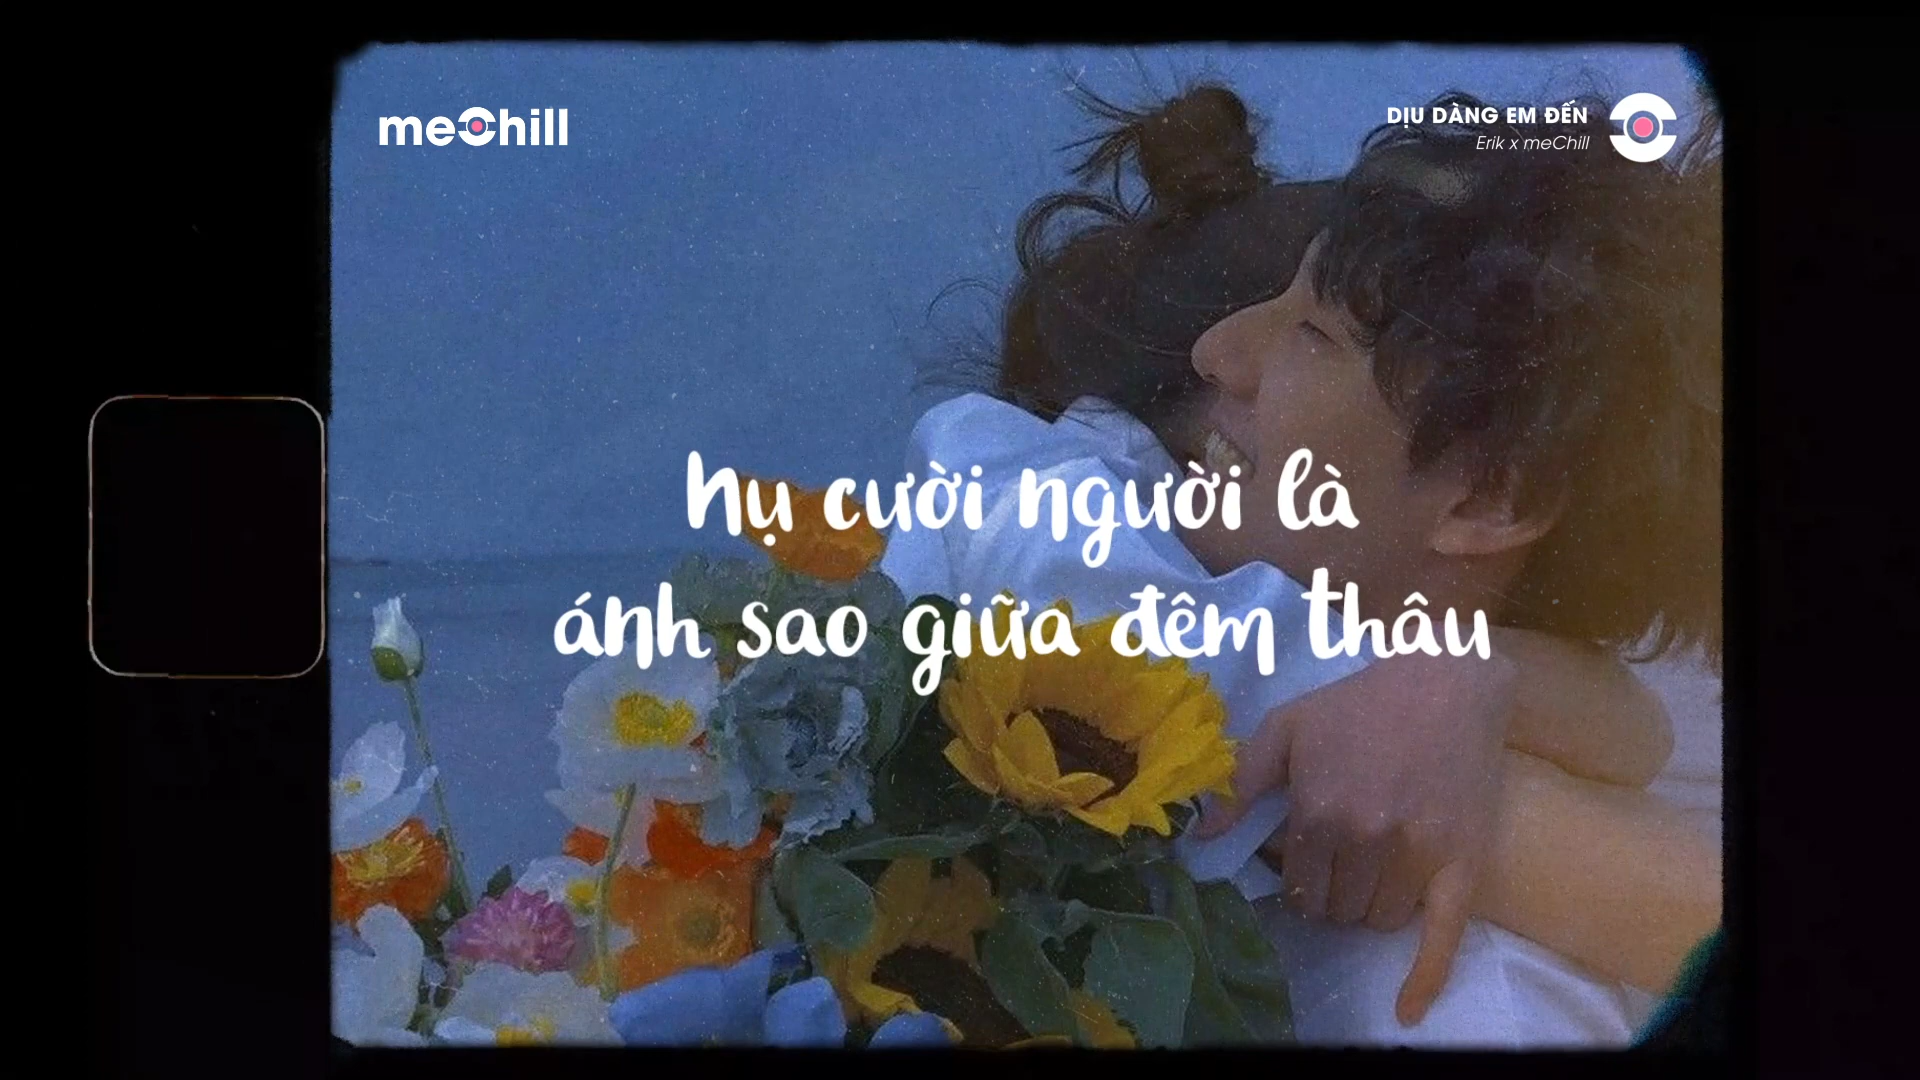 meChill
DỊU DÀNG EM ĐẾN
Erik x meChill
nụ cười người là
ánh sao giữa đêm thâu